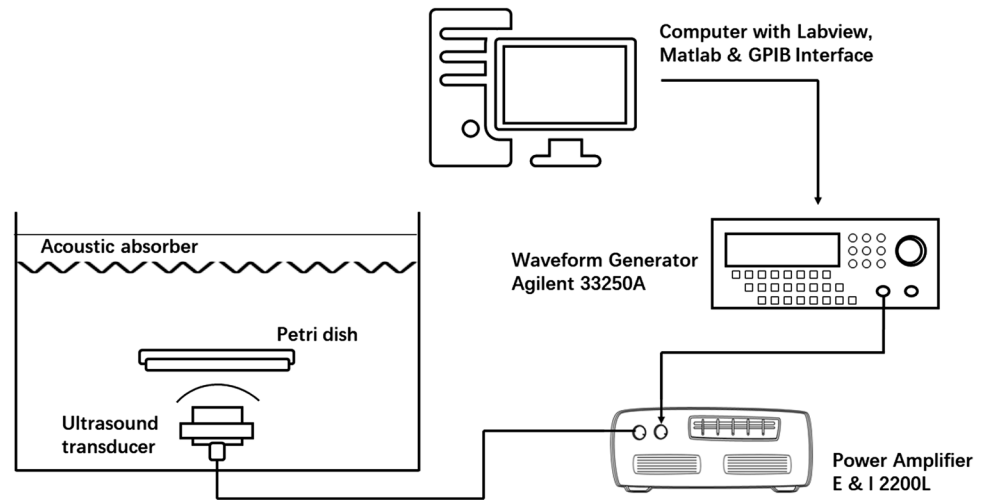 Computer with Labview,
Matlab & GPIB Interface
Acoustic absorber
Waveform Generator
Agilent 33250A
Petri dish
Ultrasound
transducer
Power Amplifier
E & I 2200L